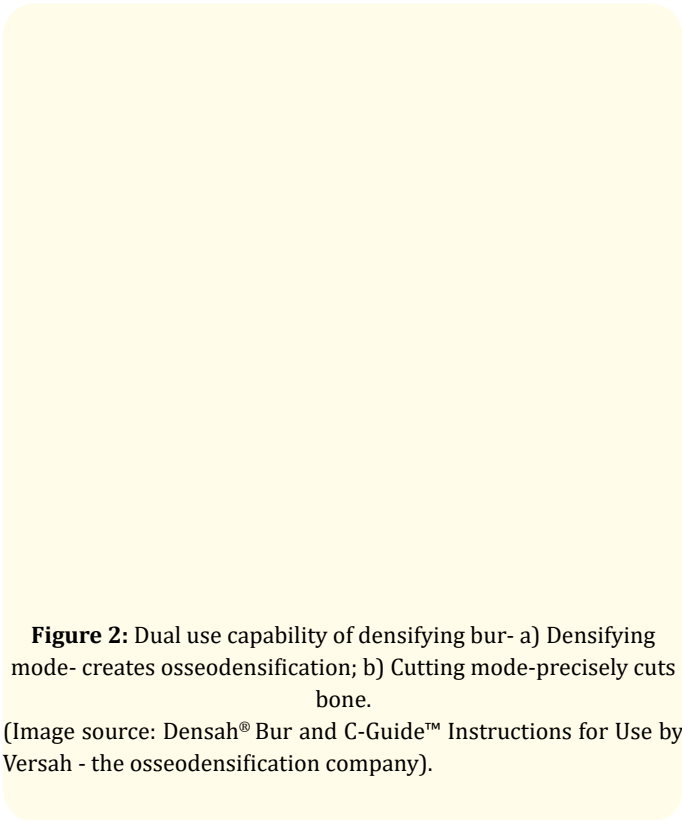 Figure 2: Dual use capability of densifying bur- a) Densifying
mode- creates osseodensification; b) Cutting mode-precisely cuts
bone.
(Image source: Densah® Bur and C-Guide™ Instructions for Use by
Versah - the osseodensification company).